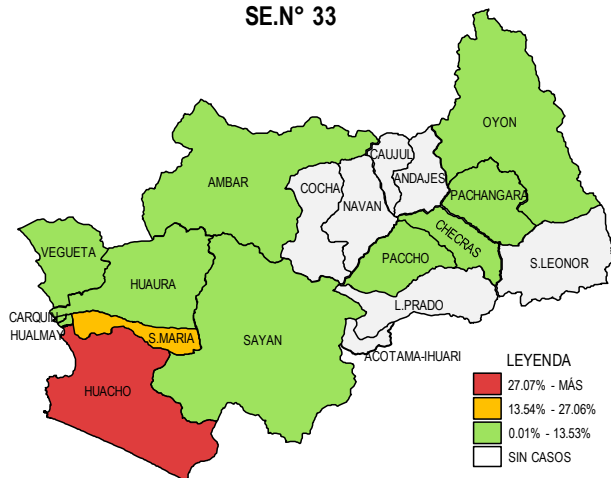 SE.N° 33
OYON
CAUJUL
AMBAR
COCHA
ANDAJES
PACHANGARA
NAVAN
CHECRAS
VEGUETA
PACCHO
S.LEONOR
HUAURA
L.PRADO
CARQUIN
HUALMAY
S.MARIA
SAYAN
ACOTAMA-IHUARI
HUACHO
LEYENDA
27.07% - MÁS
13.54% - 27.06%
0.01% - 13.53%
SIN CASOS